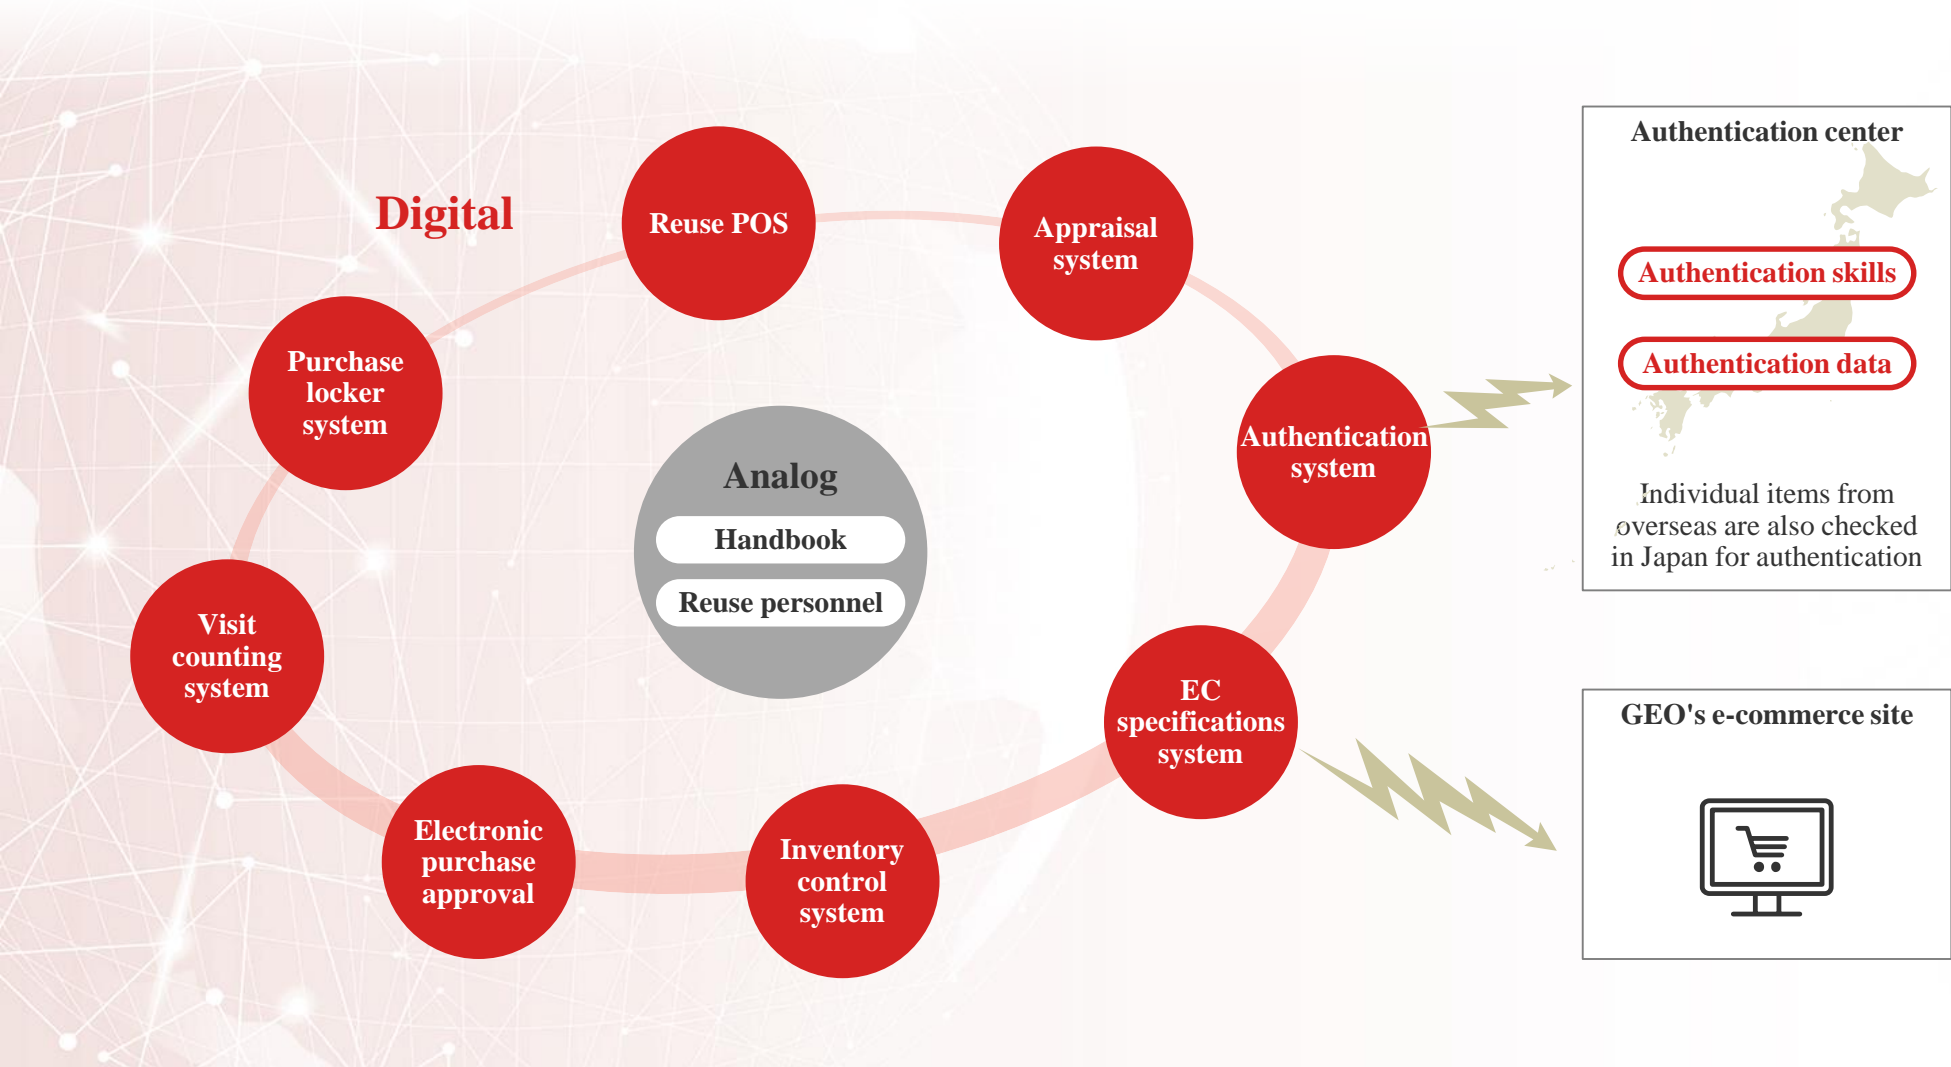 Digital
Reuse POS
Appraisal
system
Authentication
system
EC
specifications
system
Inventory
control
system
Electronic
purchase
approval
Visit
counting
system
Purchase
locker
system
Analog
Handbook
Reuse personnel
Authentication center
Authentication skills
Authentication data
Individual items from
overseas are also checked
in Japan for authentication
GEO's e-commerce site